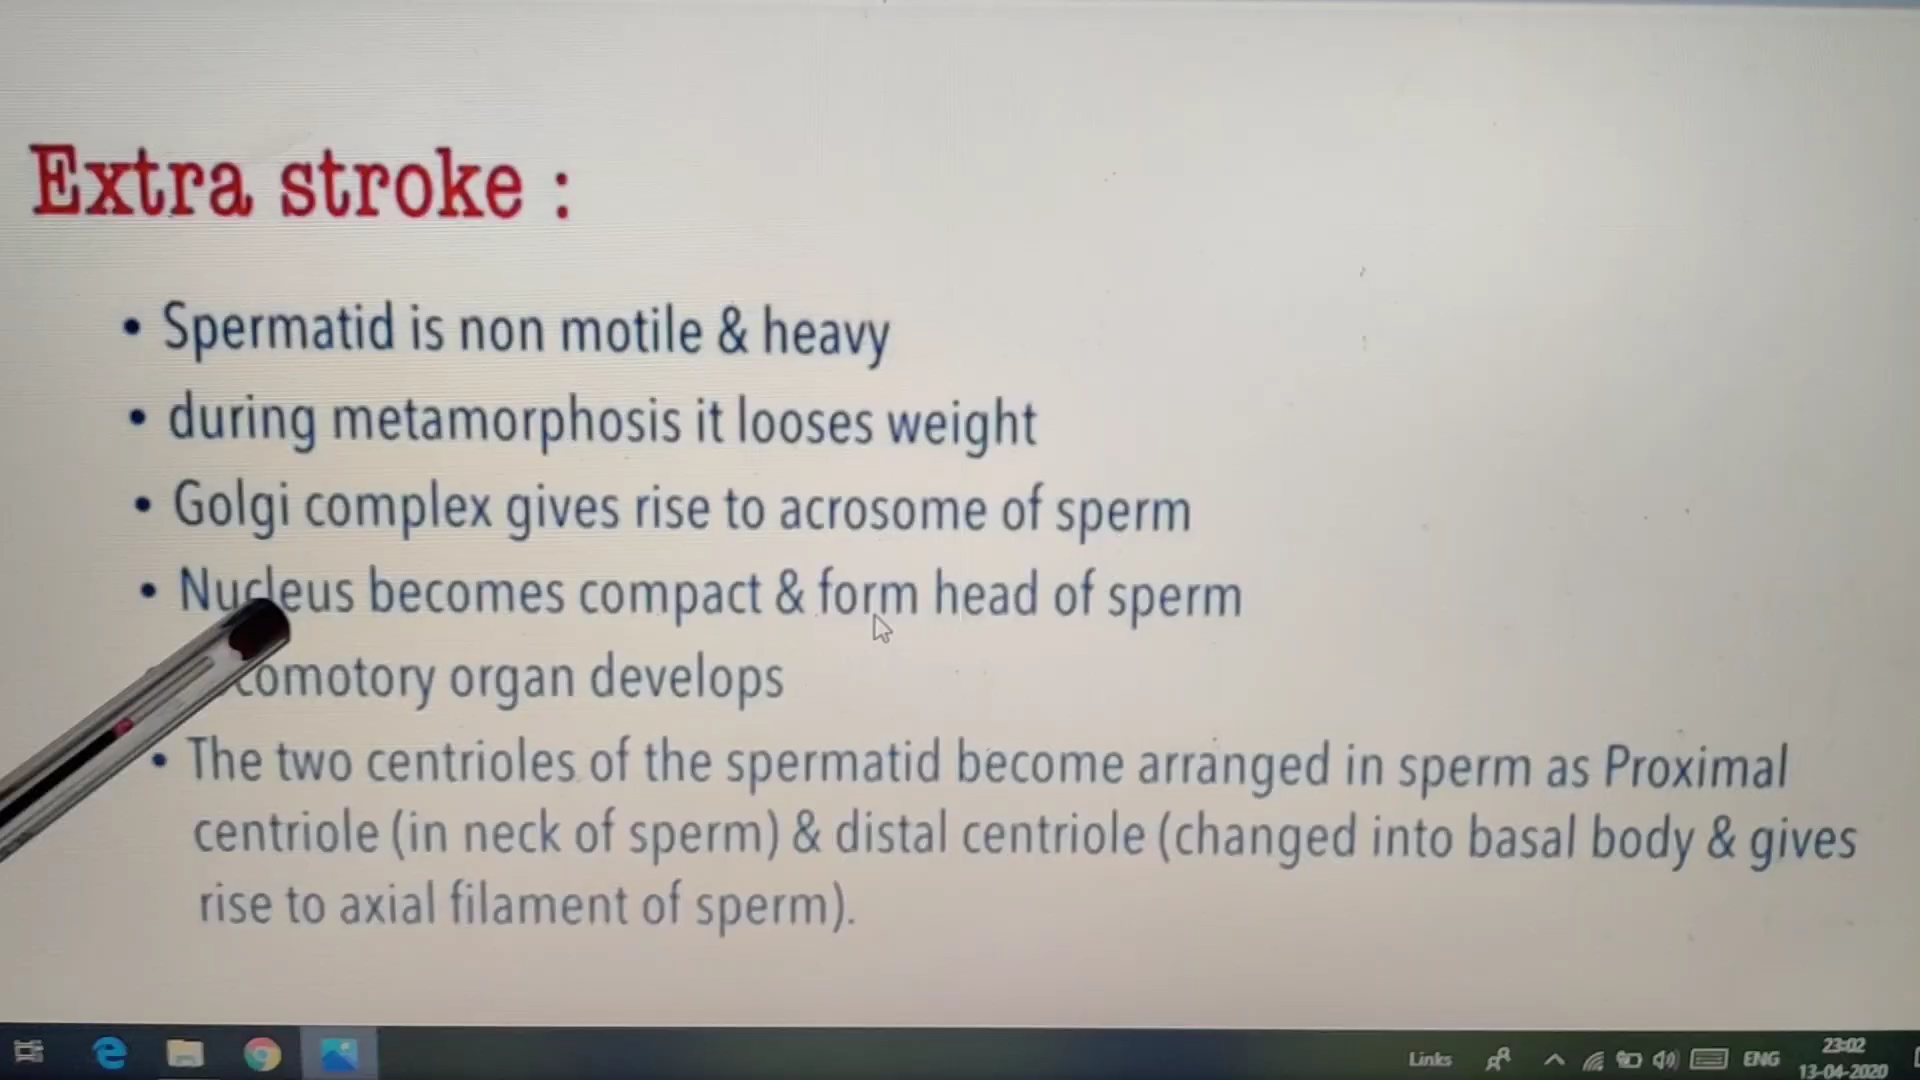 Extra stroke :
• Spermatid is non motile & heavy
• during metamorphosis it looses weight
• Golgi complex gives rise to acrosome of sperm
• Nucleus becomes compact & form head of sperm
organ develops
• The two centrioles of the spermatid become arranged in sperm as Proximal
centriole (in neck of sperm) & distal centriole (changed into basal body & gives
rise to axial filament of sperm).
Links ENG 23:02
13-04-2020